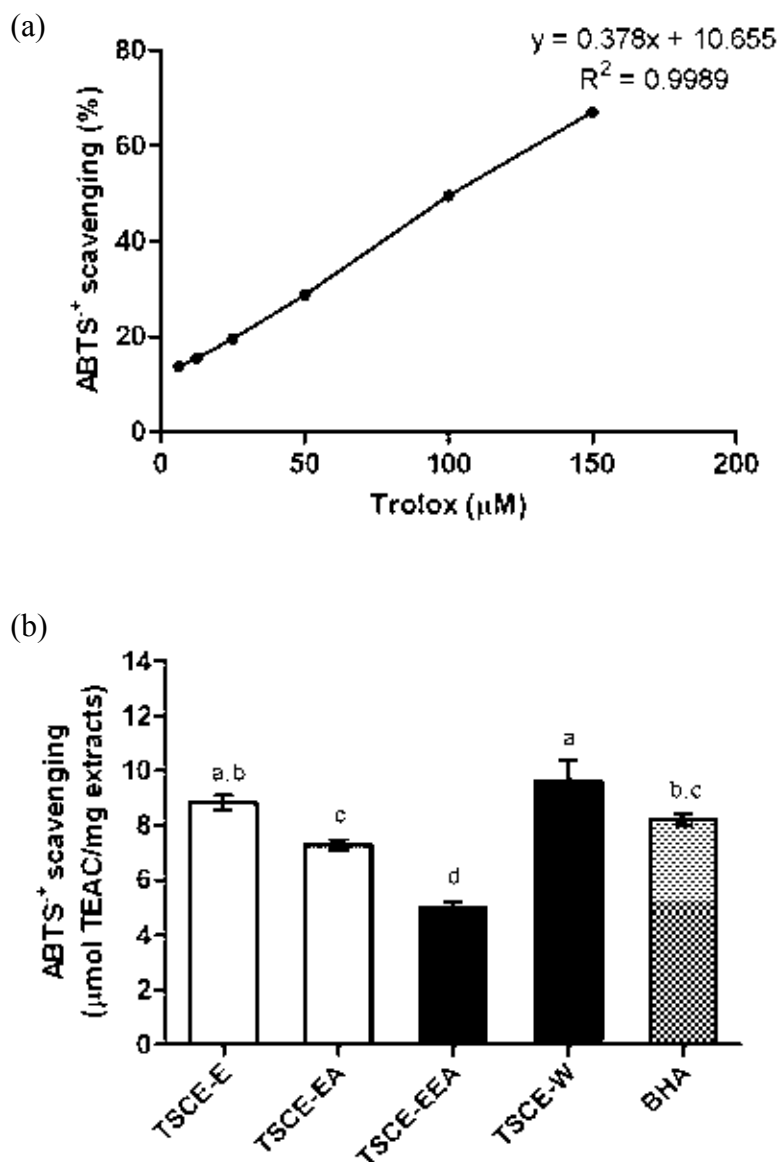 (a)
y = 0.378x + 10.655
R² = 0.9989
80
60
40
20
0
ABTS·⁺ scavenging (%)
0 50 100 150 200
Trolox (μM)
(b)
14
12
10
8
6
4
2
0
ABTS·⁺ scavenging
(μmol TEAC/mg extracts)
a.b
c
d
a
b.c
TSCE-E
TSCE-EA
TSCE-EEA
TSCE-W
BHA